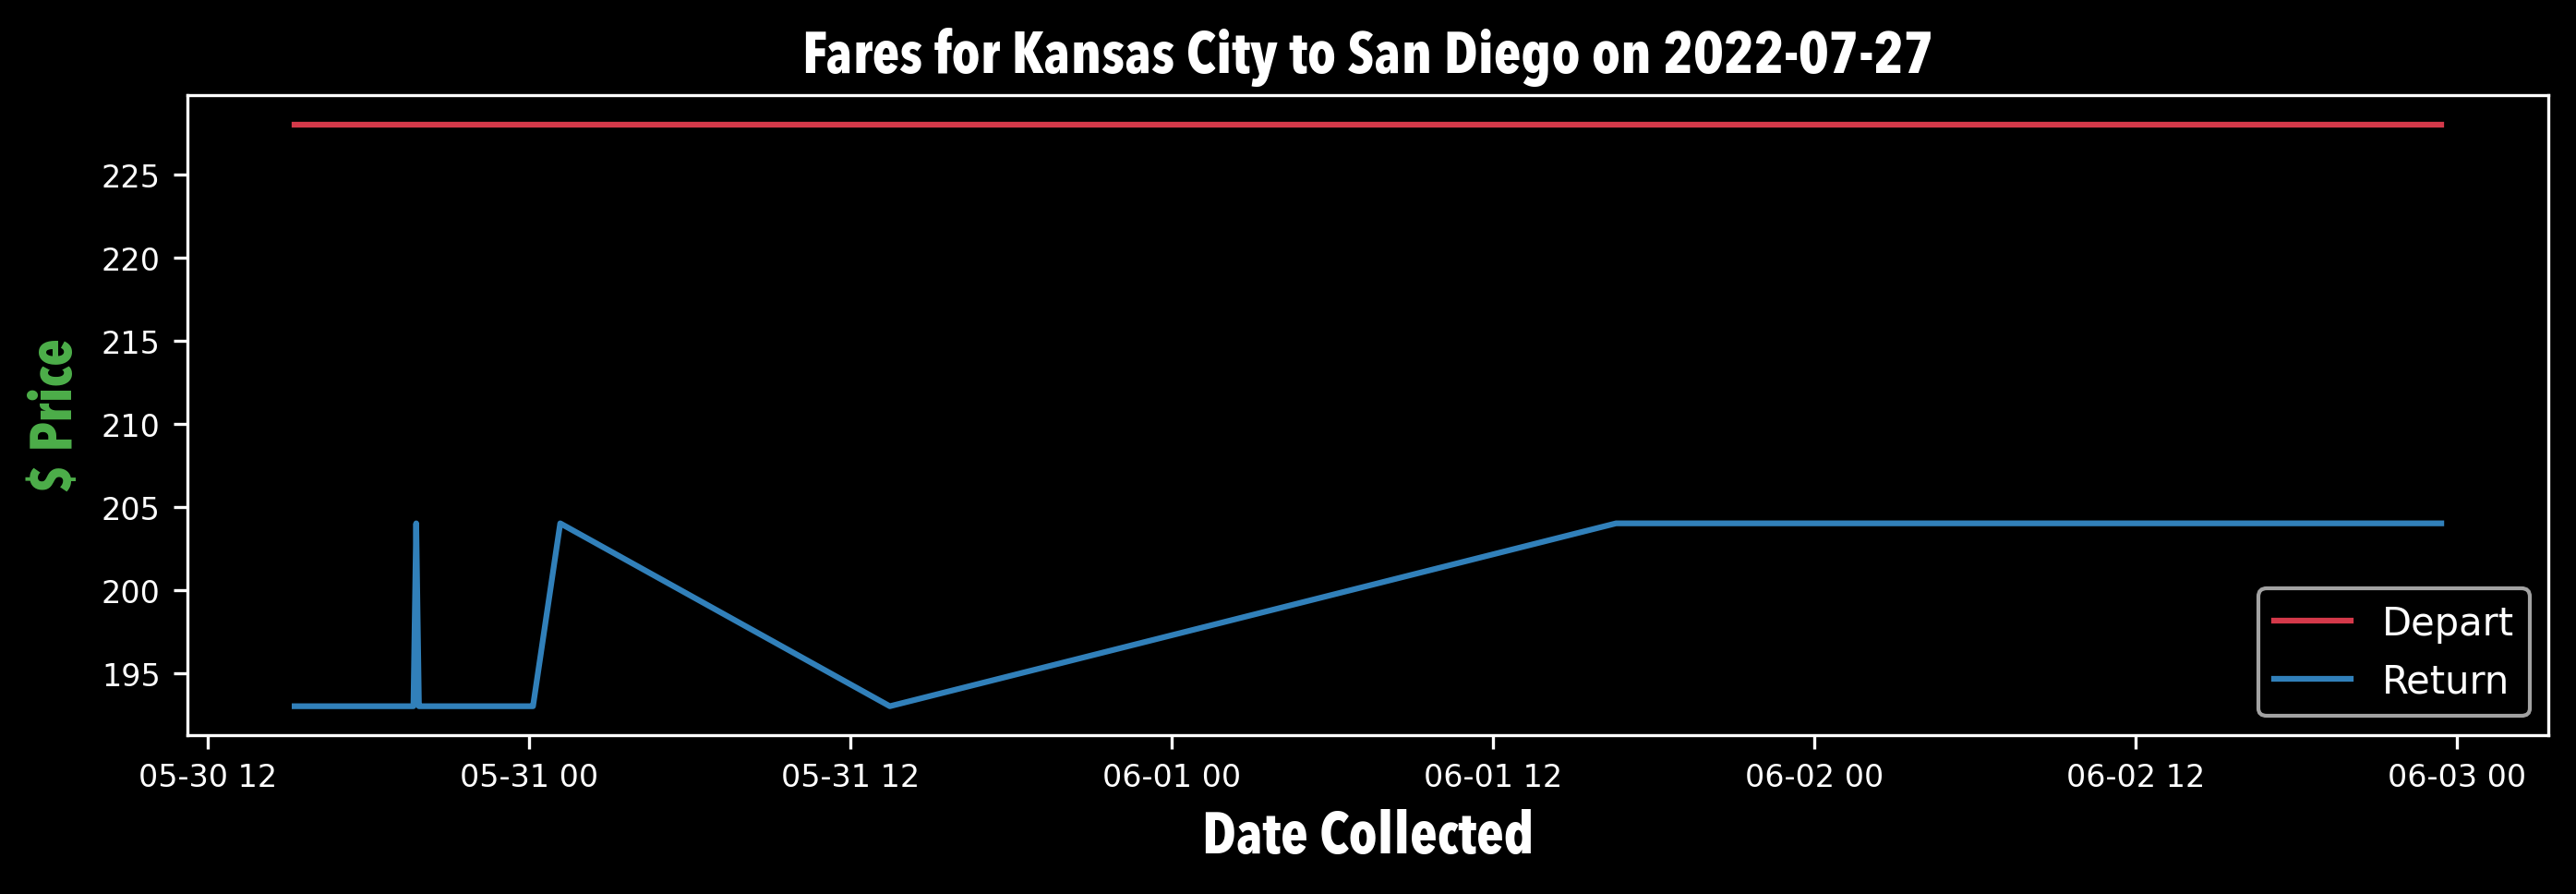 Fares for Kansas City to San Diego on 2022-07-27
$ Price
225
220
215
210
205
200
195
Depart
Return
05-30 12 05-31 00 05-31 12 06-01 00 06-01 12 06-02 00 06-02 12 06-03 00
Date Collected